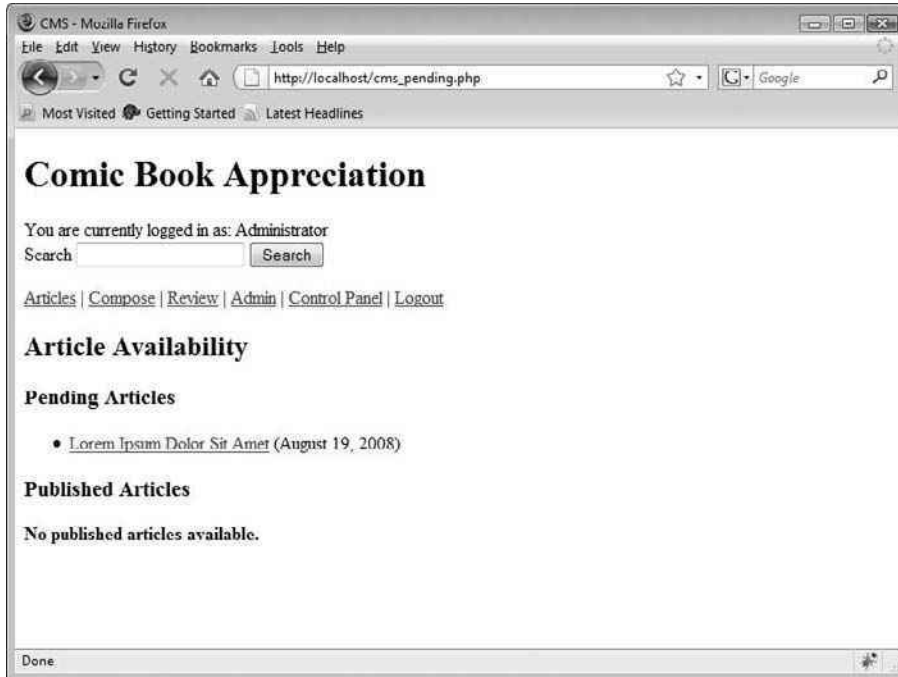 CMS - Mozilla Firefox
File Edit View History Bookmarks Tools Help
http://localhost/cms_pending.php
G Google
Most Visited Getting Started Latest Headlines
Comic Book Appreciation
You are currently logged in as: Administrator
Search Search
Articles | Compose | Review | Admin | Control Panel | Logout
Article Availability
Pending Articles
• Lorem Ipsum Dolor Sit Amet (August 19, 2008)
Published Articles
No published articles available.
Done